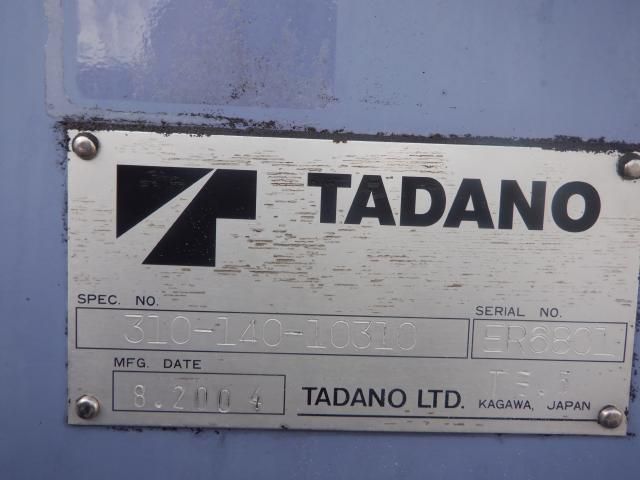 TADANO
SPEC. NO.
310-140-10310
SERIAL NO.
ER6801
MFG. DATE
8.2004
TADANO LTD.
KAGAWA, JAPAN